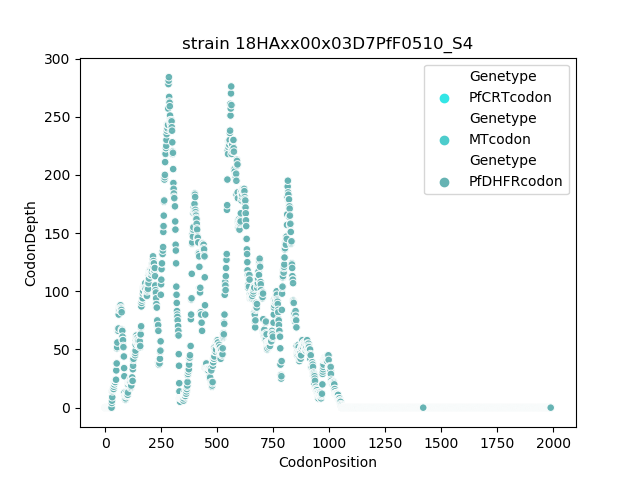 strain 18HAxx00x03D7PfF0510_S4
300
250
200
150
100
50
0
CodonDepth
Genetype
PfCRTcodon
Genetype
MTcodon
Genetype
PfDHFRcodon
0 250 500 750 1000 1250 1500 1750 2000
CodonPosition